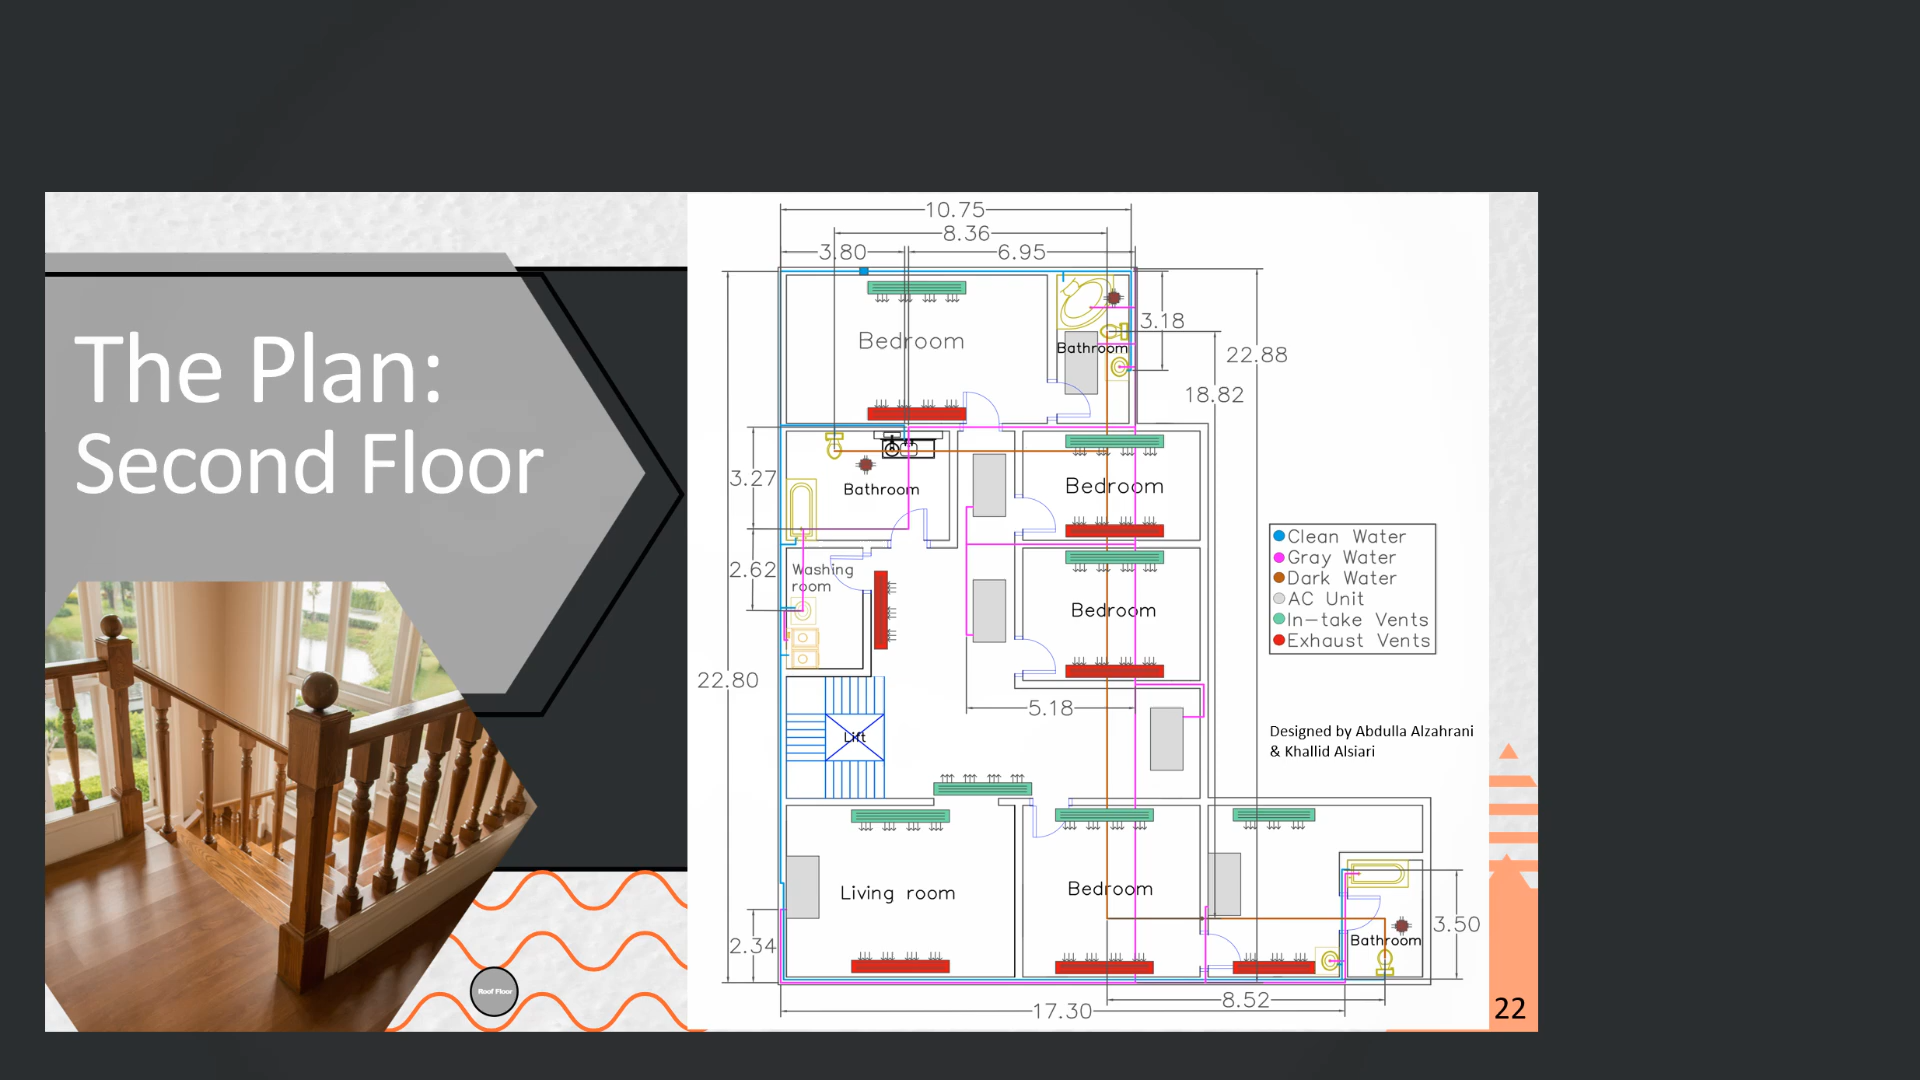 The Plan:
Second Floor
Roof Floor
10.75
8.36
3.80
6.95
3.18
22.88
18.82
Bedroom
Bathroom
3.27
Bathroom
Bedroom
2.62
Washing
room
Bedroom
22.80
5.18
Lift
Living room
Bedroom
2.34
Bathroom
3.50
8.52
17.30
Clean Water
Gray Water
Dark Water
AC Unit
In-take Vents
Exhaust Vents
Designed by Abdulla Alzahrani
& Khallid Alsiari
22